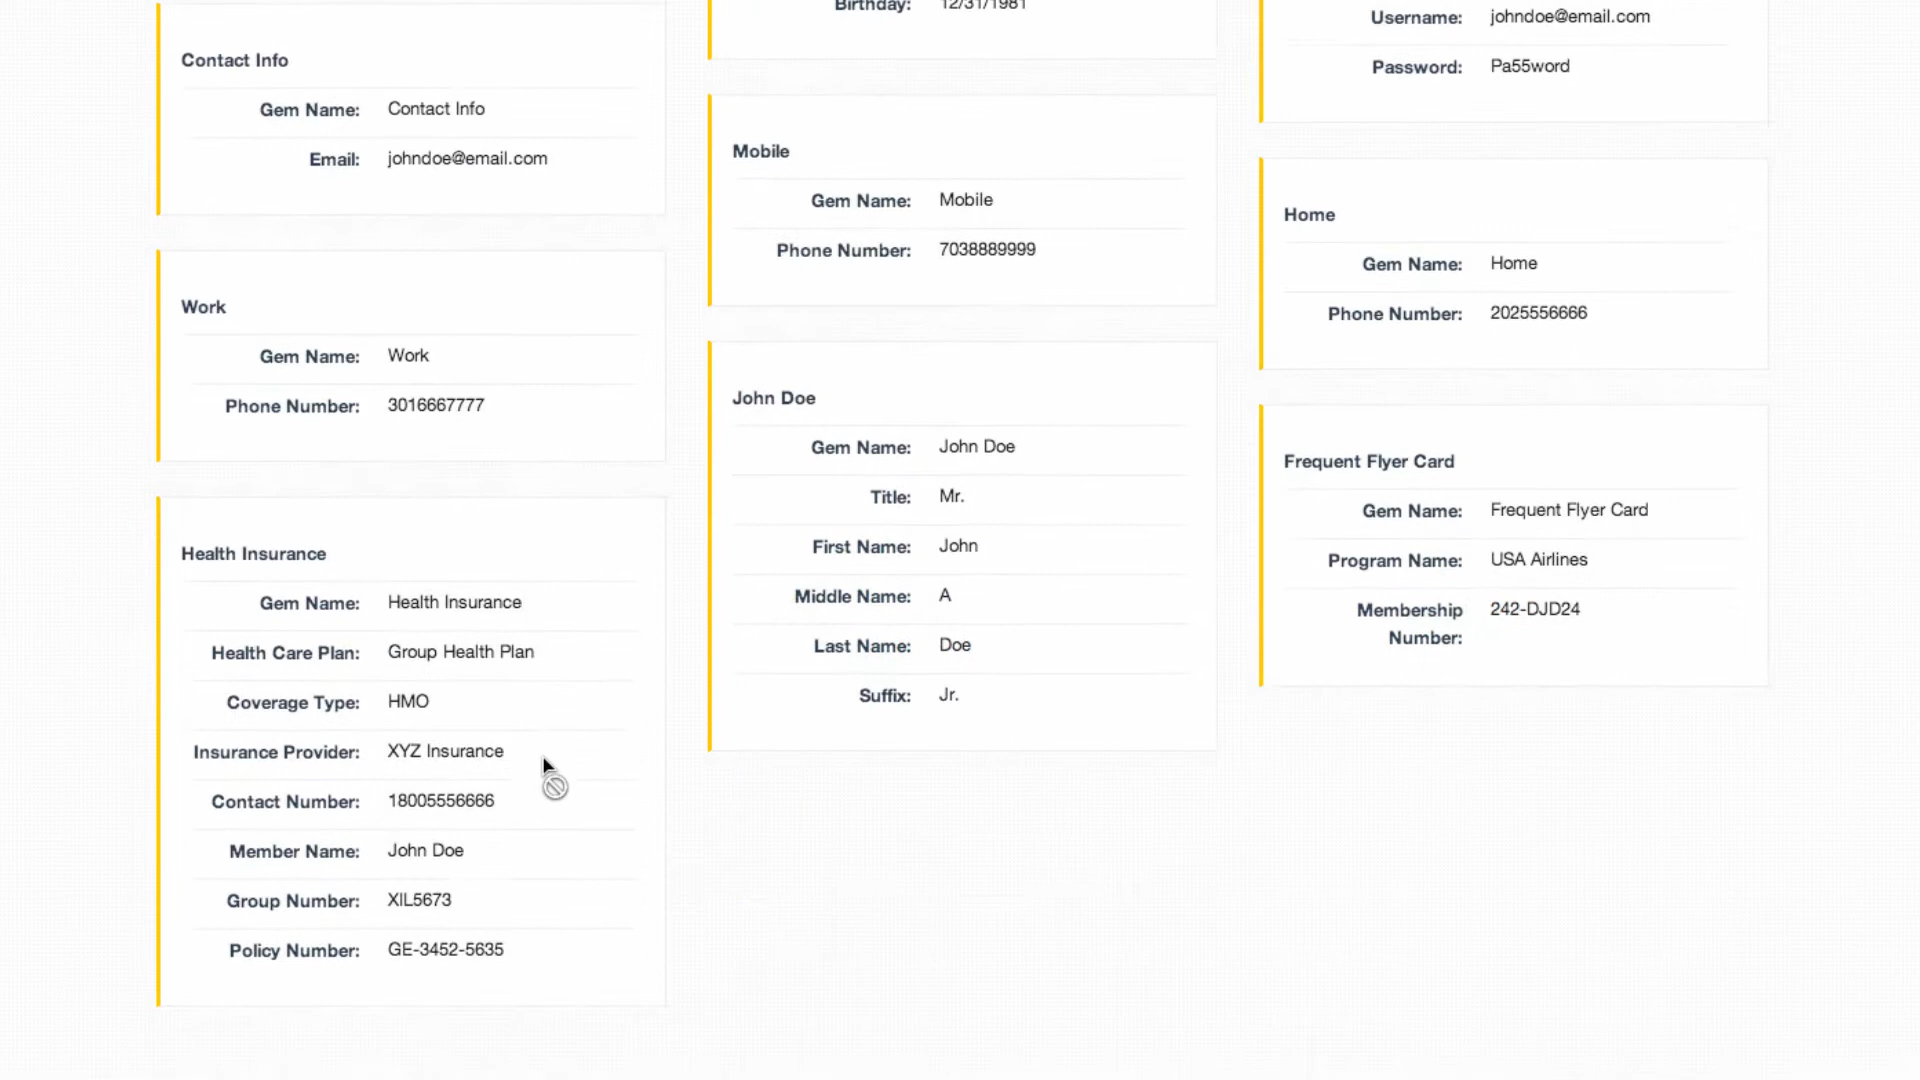 Contact Info
Gem Name: Contact Info
Email: johndoe@email.com
Work
Gem Name: Work
Phone Number: 3016667777
Health Insurance
Gem Name: Health Insurance
Health Care Plan: Group Health Plan
Coverage Type: HMO
Insurance Provider: XYZ Insurance
Contact Number: 18005556666
Member Name: John Doe
Group Number: XIL5673
Policy Number: GE-3452-5635
Birthday: 12/31/1981
Mobile
Gem Name: Mobile
Phone Number: 7038889999
John Doe
Gem Name: John Doe
Title: Mr.
First Name: John
Middle Name: A
Last Name: Doe
Suffix: Jr.
Username: johndoe@email.com
Password: Pa55word
Home
Gem Name: Home
Phone Number: 2025556666
Frequent Flyer Card
Gem Name: Frequent Flyer Card
Program Name: USA Airlines
Membership 242-DJD24
Number: